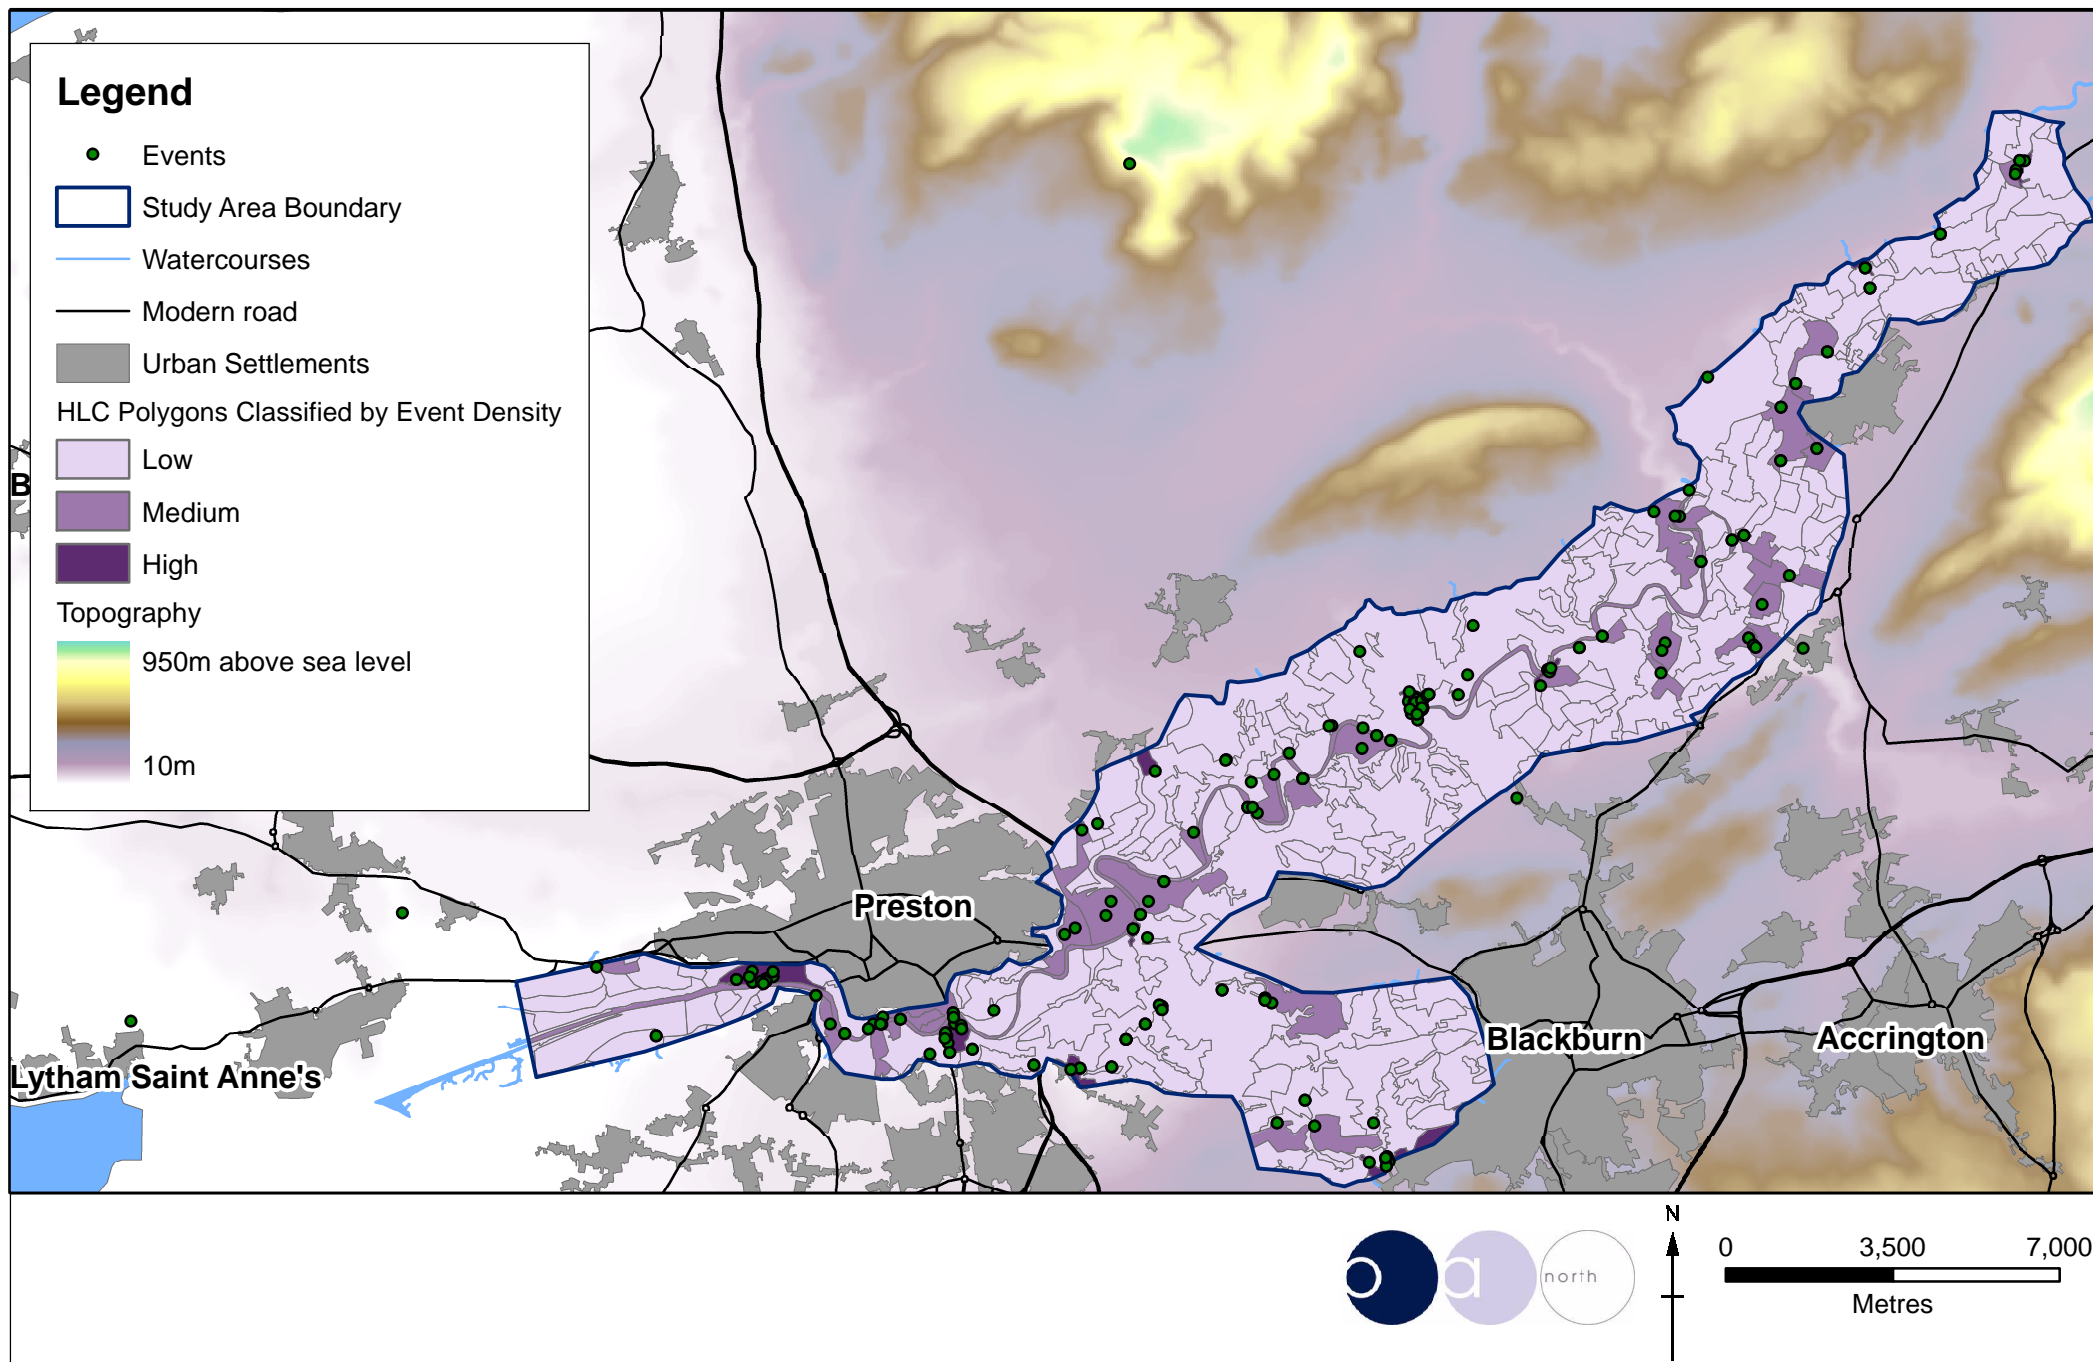 Legend
Events
Study Area Boundary
Watercourses
Modern road
Urban Settlements
HLC Polygons Classified by Event Density
Low
Medium
High
Topography
950m above sea level
10m
B
Preston
Lytham Saint Anne's
Blackburn
Accrington
N
0 3,500 7,000
Metres
o a north